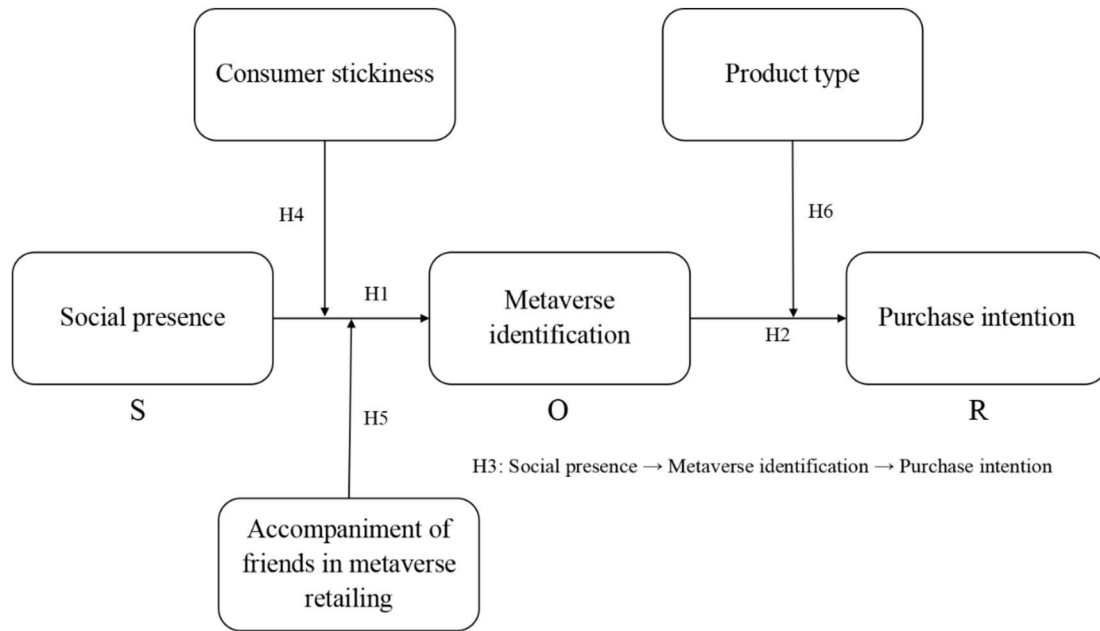 Consumer stickiness
Product type
H4
H6
Social presence
H1
Metaverse
identification
H2
Purchase intention
S
O
R
H5
H3: Social presence → Metaverse identification → Purchase intention
Accompaniment of
friends in metaverse
retailing